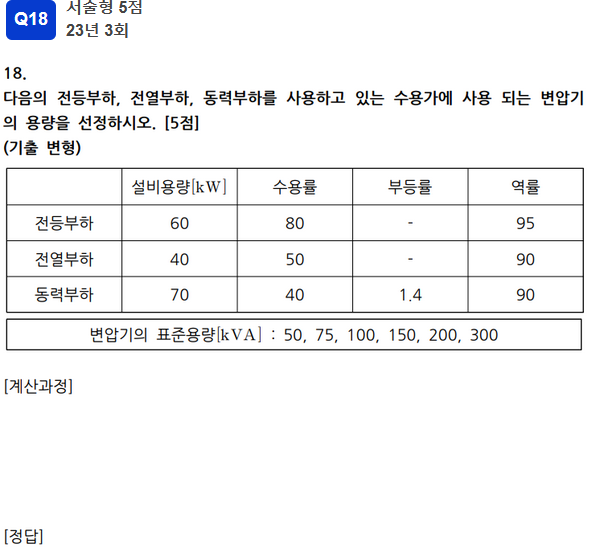 Q18 서술형 5점
23년 3회
18.
다음의 전등부하, 전열부하, 동력부하를 사용하고 있는 수용가에 사용 되는 변압기
의 용량을 선정하시오. [5점]
(기출 변형)
설비용량[kW] 수용률 부등률 역률
전등부하 60 80 - 95
전열부하 40 50 - 90
동력부하 70 40 1.4 90
변압기의 표준용량[kVA] : 50, 75, 100, 150, 200, 300
[계산과정]
[정답]